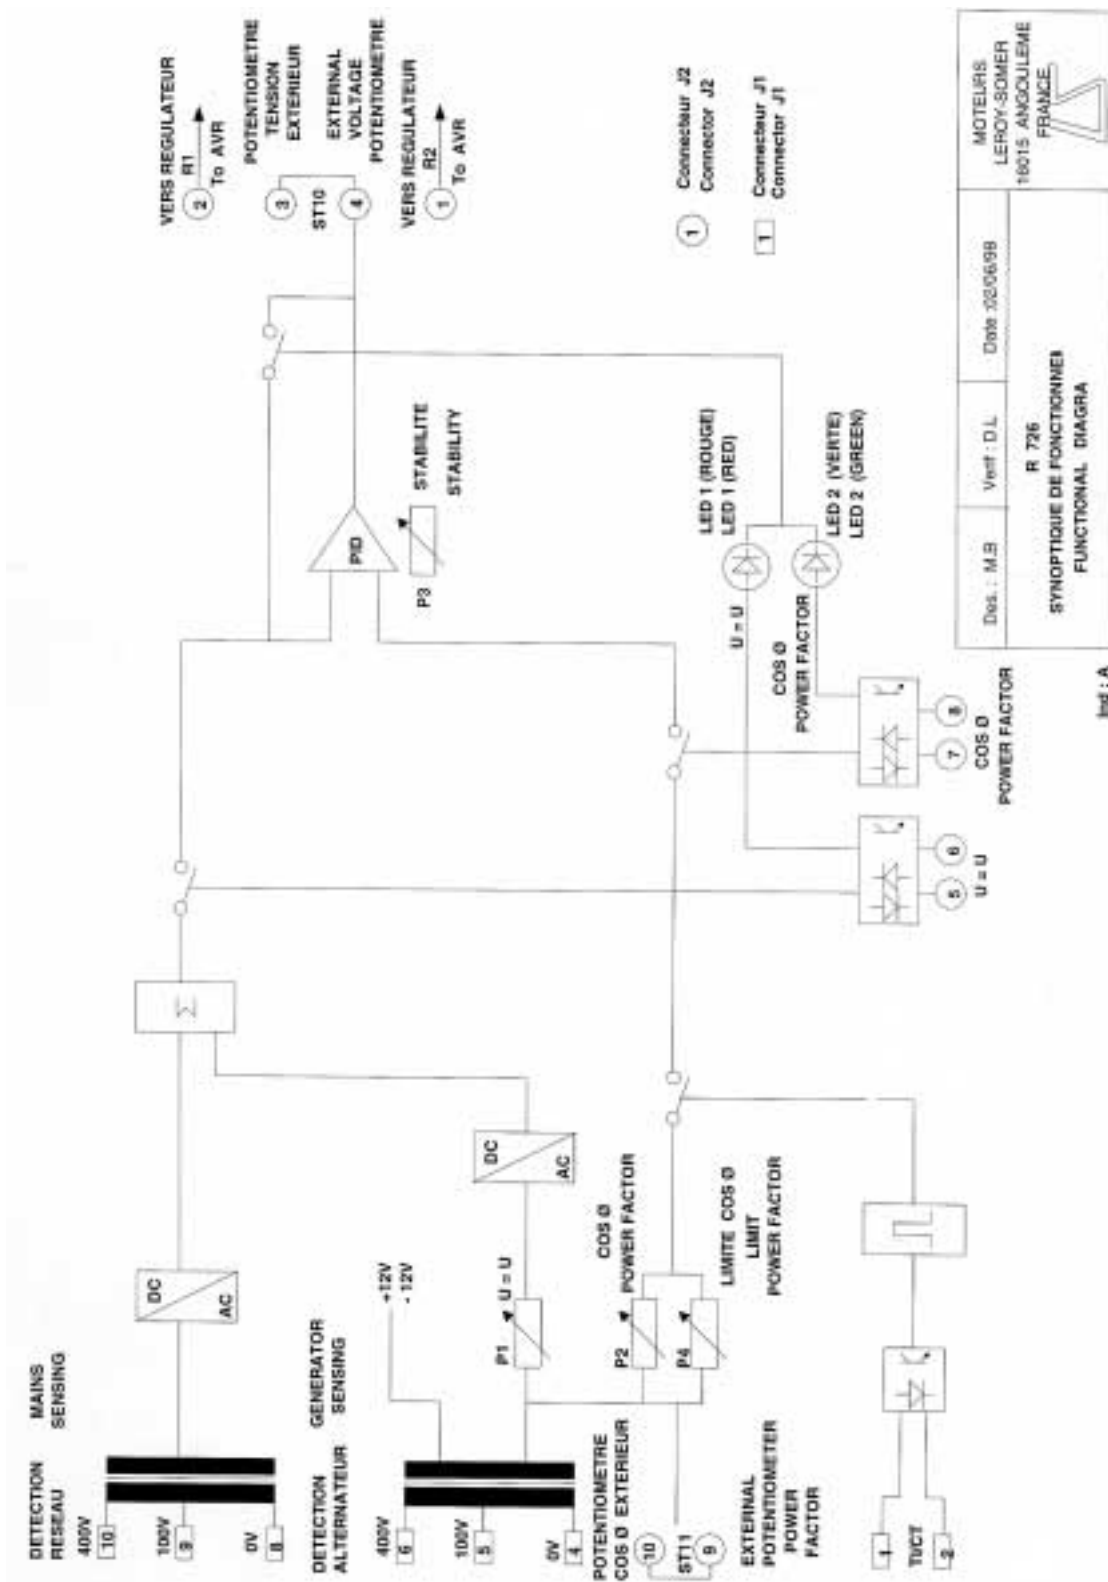 DETECTION MAINS
RESEAU SENSING
400V
10
100V
9
0V
8
DC
AC
Σ
DETECTION GENERATOR
ALTERNATEUR SENSING
400V
6
100V
5
0V
4
+12V
- 12V
P1
U = U
DC
AC
POTENTIOMETRE
COS Ø EXTERIEUR
10
ST11
9
EXTERNAL
POTENTIOMETER
POWER
FACTOR
P2
COS Ø
POWER FACTOR
P4
LIMITE COS Ø
LIMIT
POWER FACTOR
1
TI/CT
2
5
6
U = U
7
8
COS Ø
POWER FACTOR
U = U
COS Ø
POWER FACTOR
LED 1 (ROUGE)
LED 1 (RED)
LED 2 (VERTE)
LED 2 (GREEN)
PID
P3
STABILITE
STABILITY
VERS REGULATEUR
2
R1
To AVR
POTENTIOMETRE
TENSION
EXTERIEUR
3
ST10
4
EXTERNAL
VOLTAGE
POTENTIOMETRE
VERS REGULATEUR
1
R2
To AVR
1
Connecteur J2
Connector J2
1
Connecteur J1
Connector J1
Des. : M.B
Verif : D.L
Date :02/06/98
MOTEURS
LEROY-SOMER
16015 ANGOULEME
FRANCE
R 726
SYNOPTIQUE DE FONCTIONNEI
FUNCTIONAL DIAGRA
Ind : A